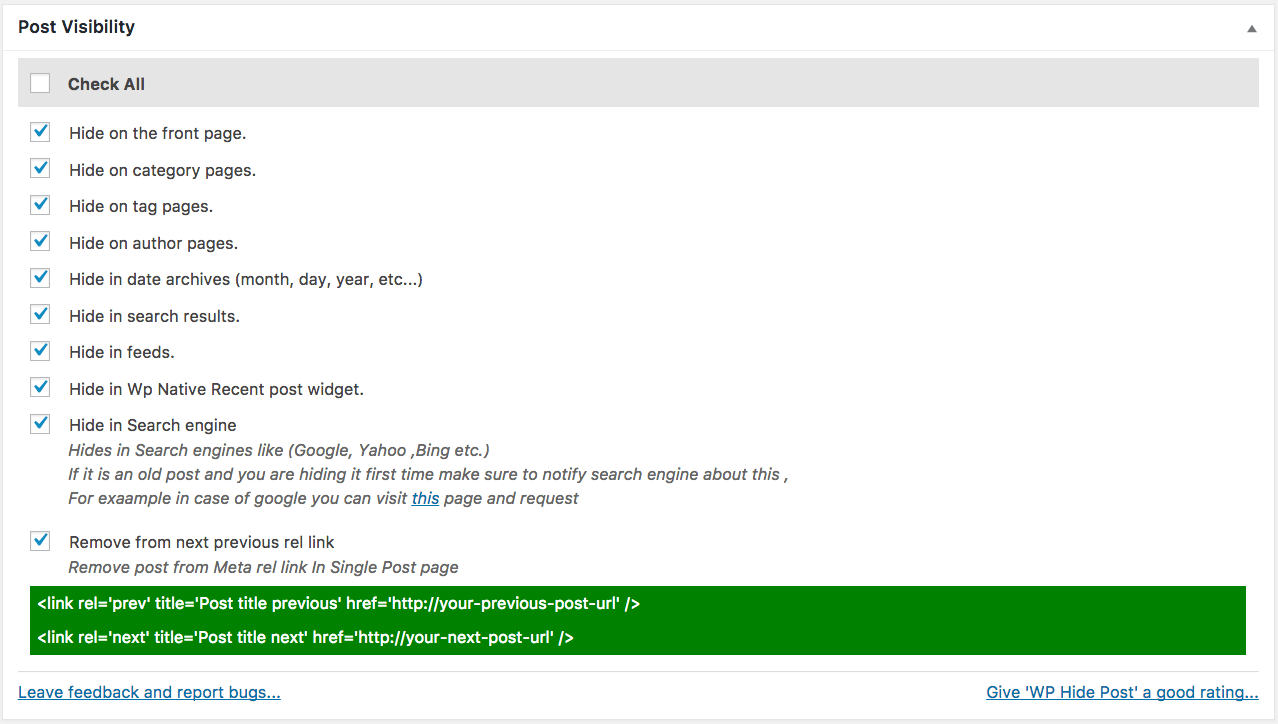 Post Visibility
Check All
Hide on the front page.
Hide on category pages.
Hide on tag pages.
Hide on author pages.
Hide in date archives (month, day, year, etc...)
Hide in search results.
Hide in feeds.
Hide in Wp Native Recent post widget.
Hide in Search engine
Hides in Search engines like (Google, Yahoo ,Bing etc.)
If it is an old post and you are hiding it first time make sure to notify search engine about this ,
For exaample in case of google you can visit this page and request
Remove from next previous rel link
Remove post from Meta rel link In Single Post page
<link rel='prev' title='Post title previous' href='http://your-previous-post-url' />
<link rel='next' title='Post title next' href='http://your-next-post-url' />
Leave feedback and report bugs...
Give 'WP Hide Post' a good rating...